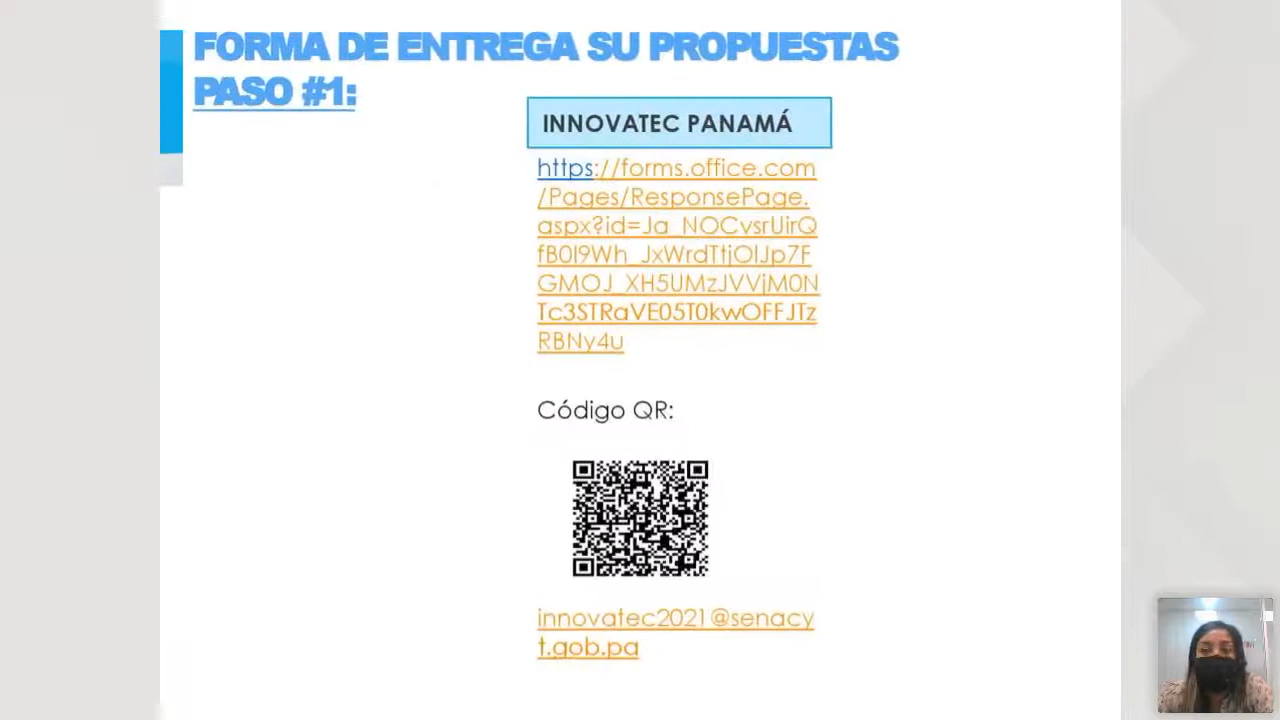 FORMA DE ENTREGA SU PROPUESTAS
PASO #1:
INNOVATEC PANAMÁ
https://forms.office.com
/Pages/ResponsePage.
aspx?id=Ja_NOCvsrUirQ
fB0I9Wh_JxWrdTtjOlJp7F
GMOJ_XH5UMzJVVjM0N
Tc3STRaVE05T0kwOFFJTz
RBNy4u
Código QR:
innovatec2021@senacy
t.gob.pa